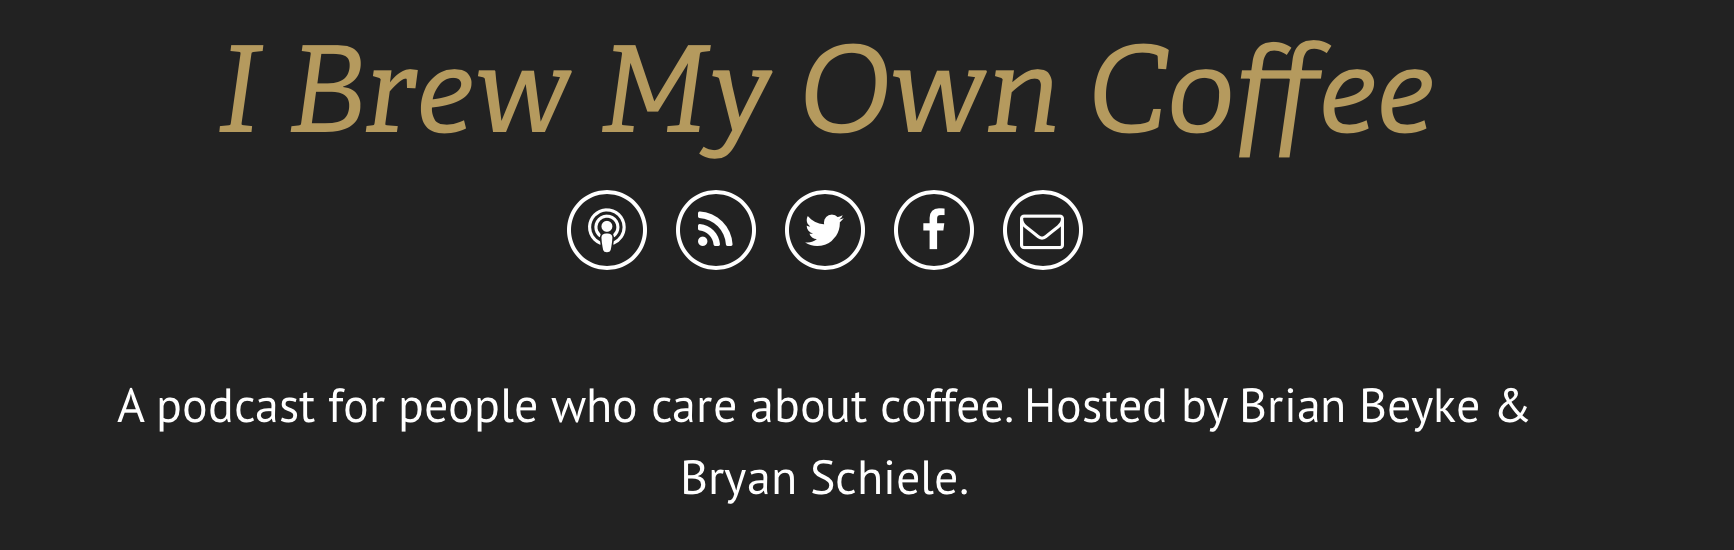 I Brew My Own Coffee
A podcast for people who care about coffee. Hosted by Brian Beyke &
Bryan Schiele.